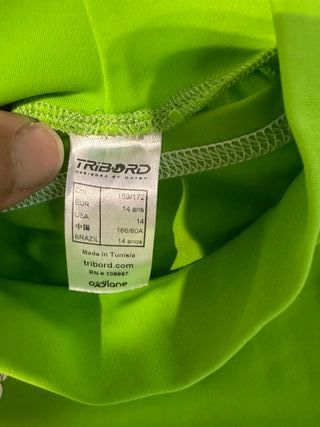 TRIBORD
DESIGNED BY WATER
Cm 159/172
EUR 14 ans
USA 14
中国 166/80A
BRAZIL 14 anos
Made in Tunisia
tribord.com
RN # 106997
oxylane